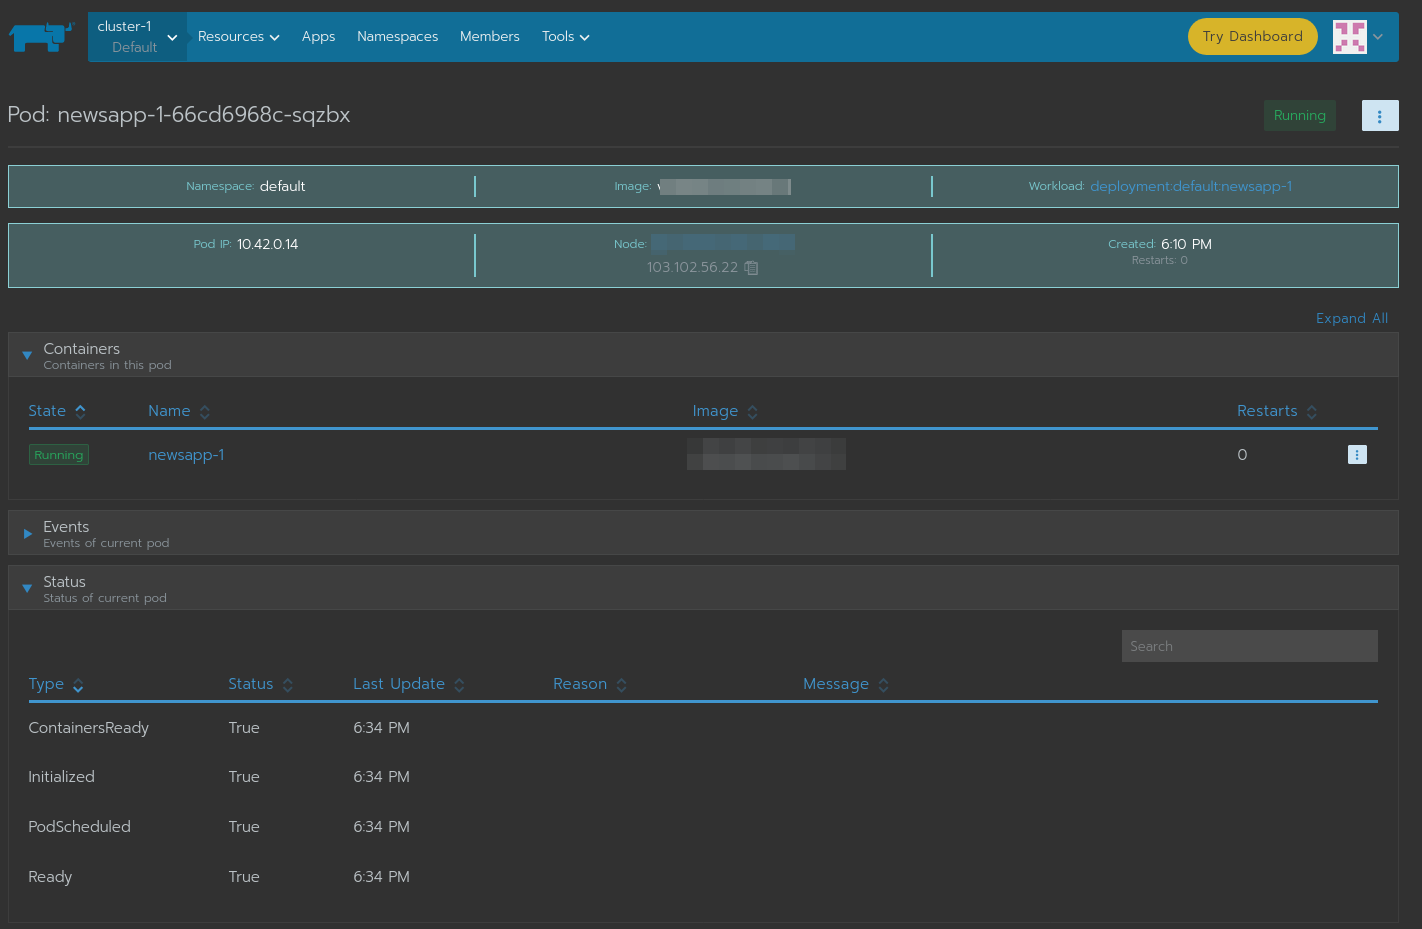 cluster-1
Default
Resources Apps Namespaces Members Tools
Try Dashboard
Pod: newsapp-1-66cd6968c-sqzbx
Running
Namespace: default
Image:
Workload: deployment:default:newsapp-1
Pod IP: 10.42.0.14
Node:
103.102.56.22
Created: 6:10 PM
Restarts: 0
Expand All
Containers
Containers in this pod
State Name Image Restarts
Running newsapp-1 0
Events
Events of current pod
Status
Status of current pod
Search
Type Status Last Update Reason Message
ContainersReady True 6:34 PM
Initialized True 6:34 PM
PodScheduled True 6:34 PM
Ready True 6:34 PM